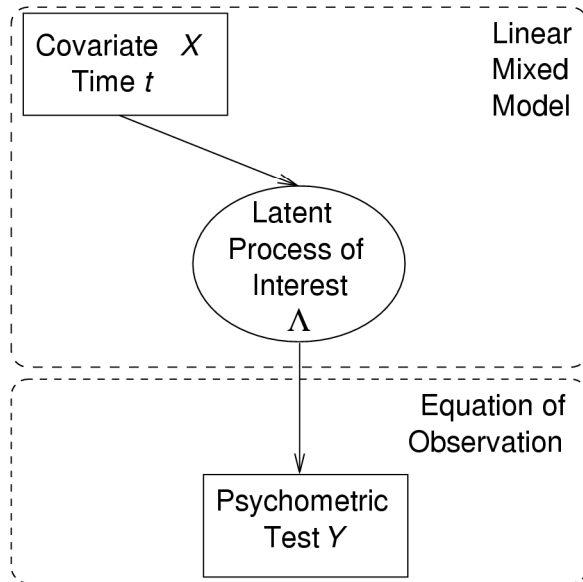 Covariate X
Time t
Linear
Mixed
Model
Latent
Process of
Interest
Λ
Equation of
Observation
Psychometric
Test Y